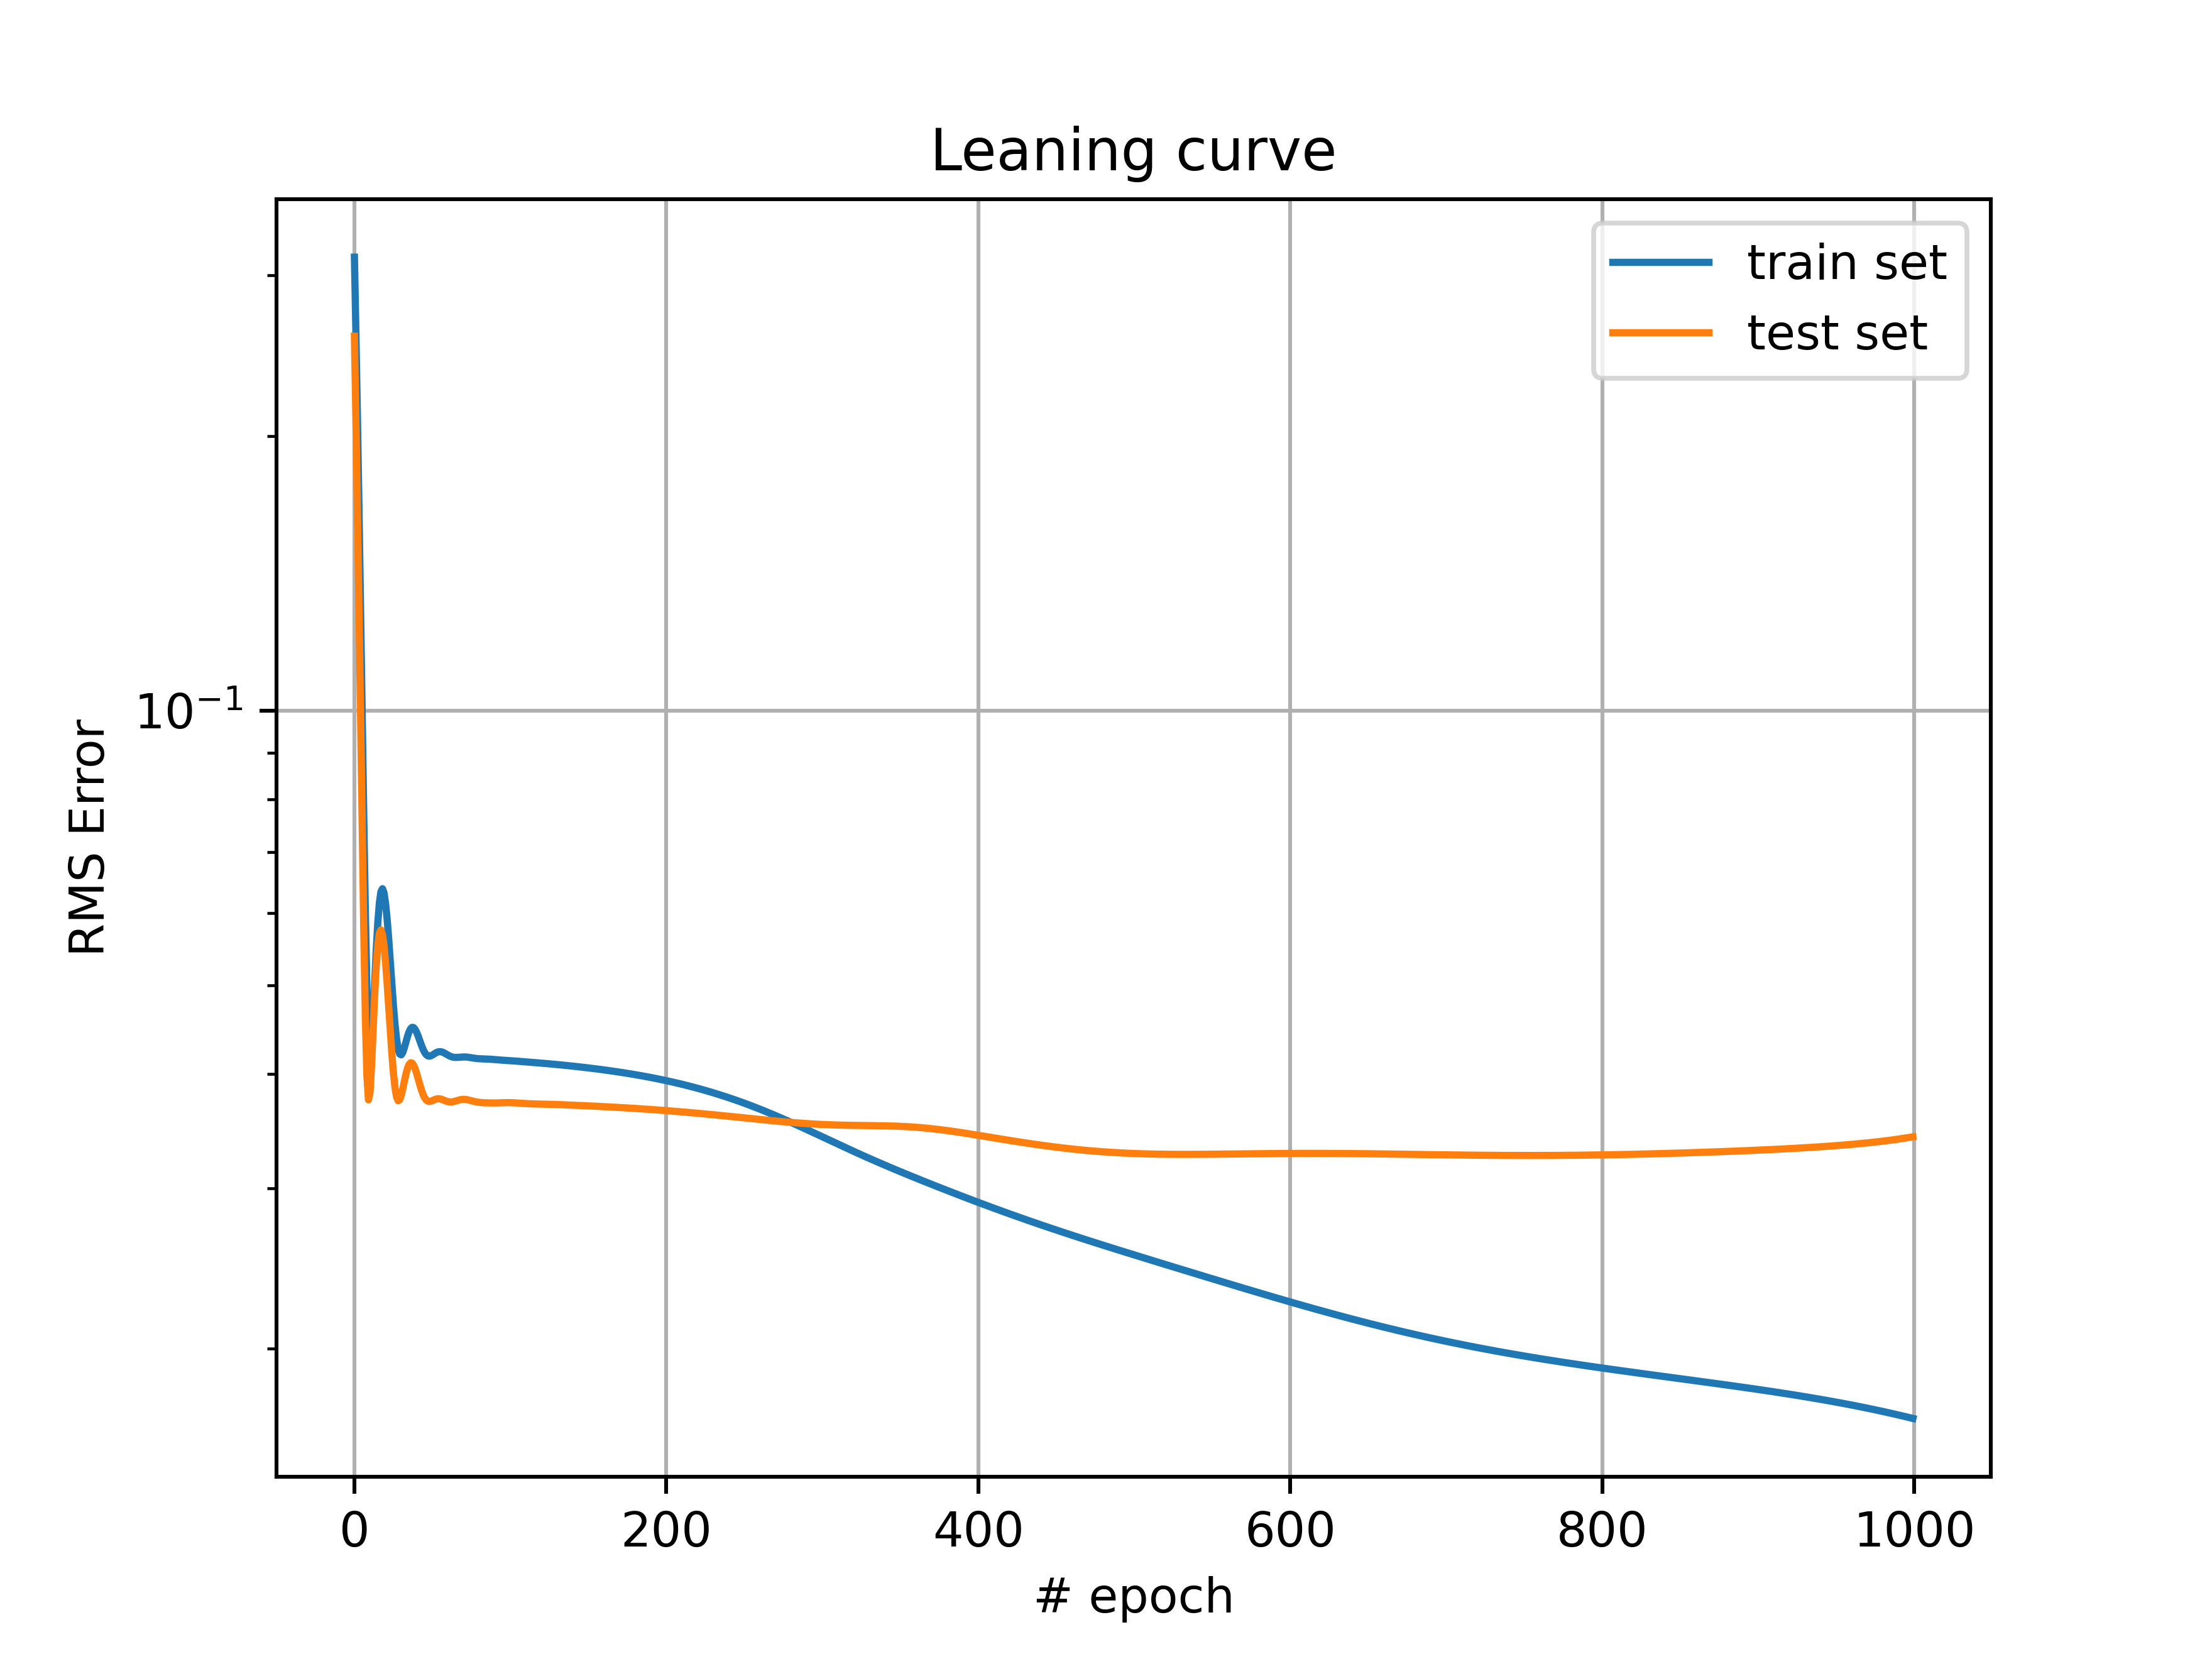 Leaning curve
train set
test set
10⁻¹
RMS Error
0 200 400 600 800 1000
# epoch